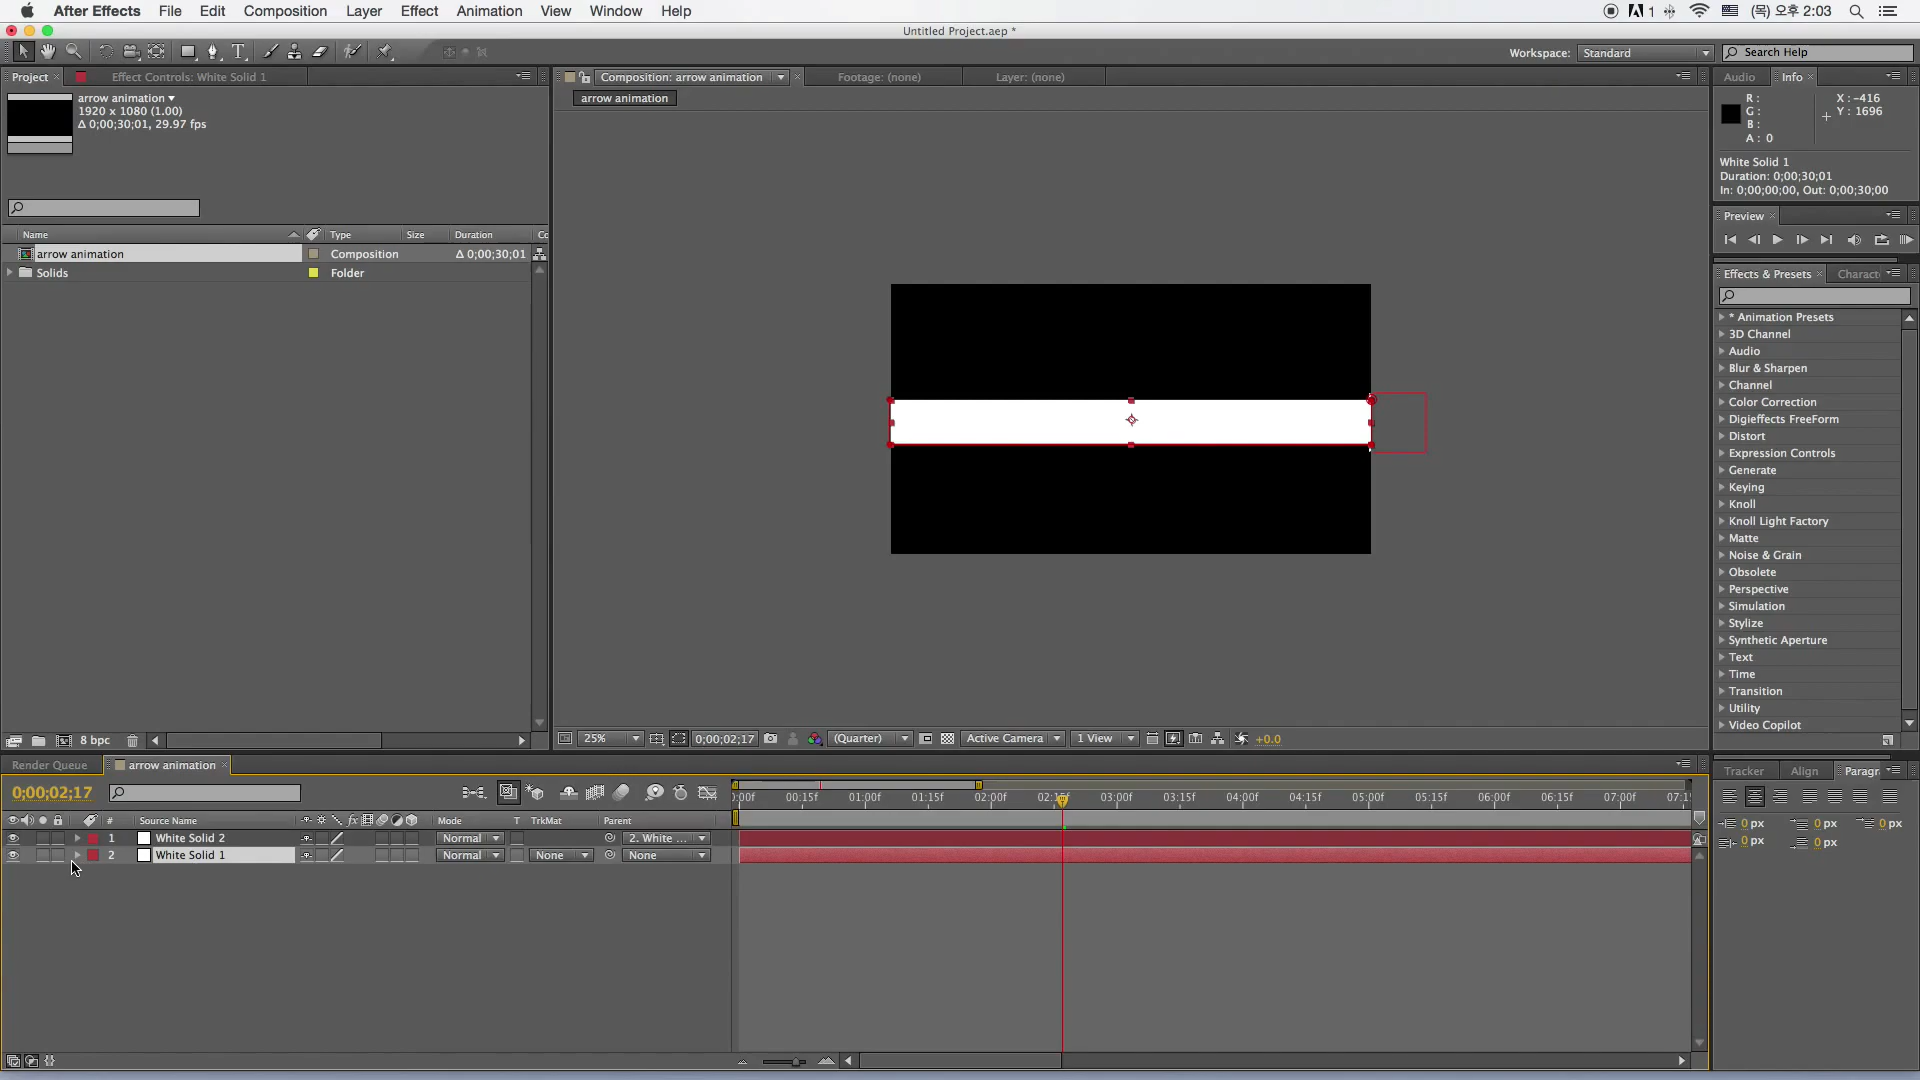 After Effects File Edit Composition Layer Effect Animation View Window Help 1 (목) 오후 2:03
Untitled Project.aep *
Workspace: Standard Search Help
Project × Effect Controls: White Solid 1 Composition: arrow animation × Footage: (none) Layer: (none) Audio Info ×
arrow animation
1920 x 1080 (1.00)
Δ 0;00;30;01, 29.97 fps
arrow animation
R :
G :
B :
A : 0
X : -416
Y : 1696
White Solid 1
Duration: 0;00;30;01
In: 0;00;00;00, Out: 0;00;30;00
Preview ×
Name Type Size Duration Co
arrow animation Composition Δ 0;00;30;01
Solids Folder
Effects & Presets × Charact
* Animation Presets
3D Channel
Audio
Blur & Sharpen
Channel
Color Correction
Digieffects FreeForm
Distort
Expression Controls
Generate
Keying
Knoll
Knoll Light Factory
Matte
Noise & Grain
Obsolete
Perspective
Simulation
Stylize
Synthetic Aperture
Text
Time
Transition
Utility
Video Copilot
8 bpc 25% 0;00;02;17 (Quarter) Active Camera 1 View +0.0
Render Queue arrow animation × Tracker Align Paragr
0;00;02;17
):00f 00:15f 01:00f 01:15f 02:00f 02:15f 03:00f 03:15f 04:00f 04:15f 05:00f 05:15f 06:00f 06:15f 07:00f 07:1
# Source Name fx Mode T TrkMat Parent
1 White Solid 2 Normal 2. White ...
2 White Solid 1 Normal None None
0 px 0 px 0 px
0 px 0 px